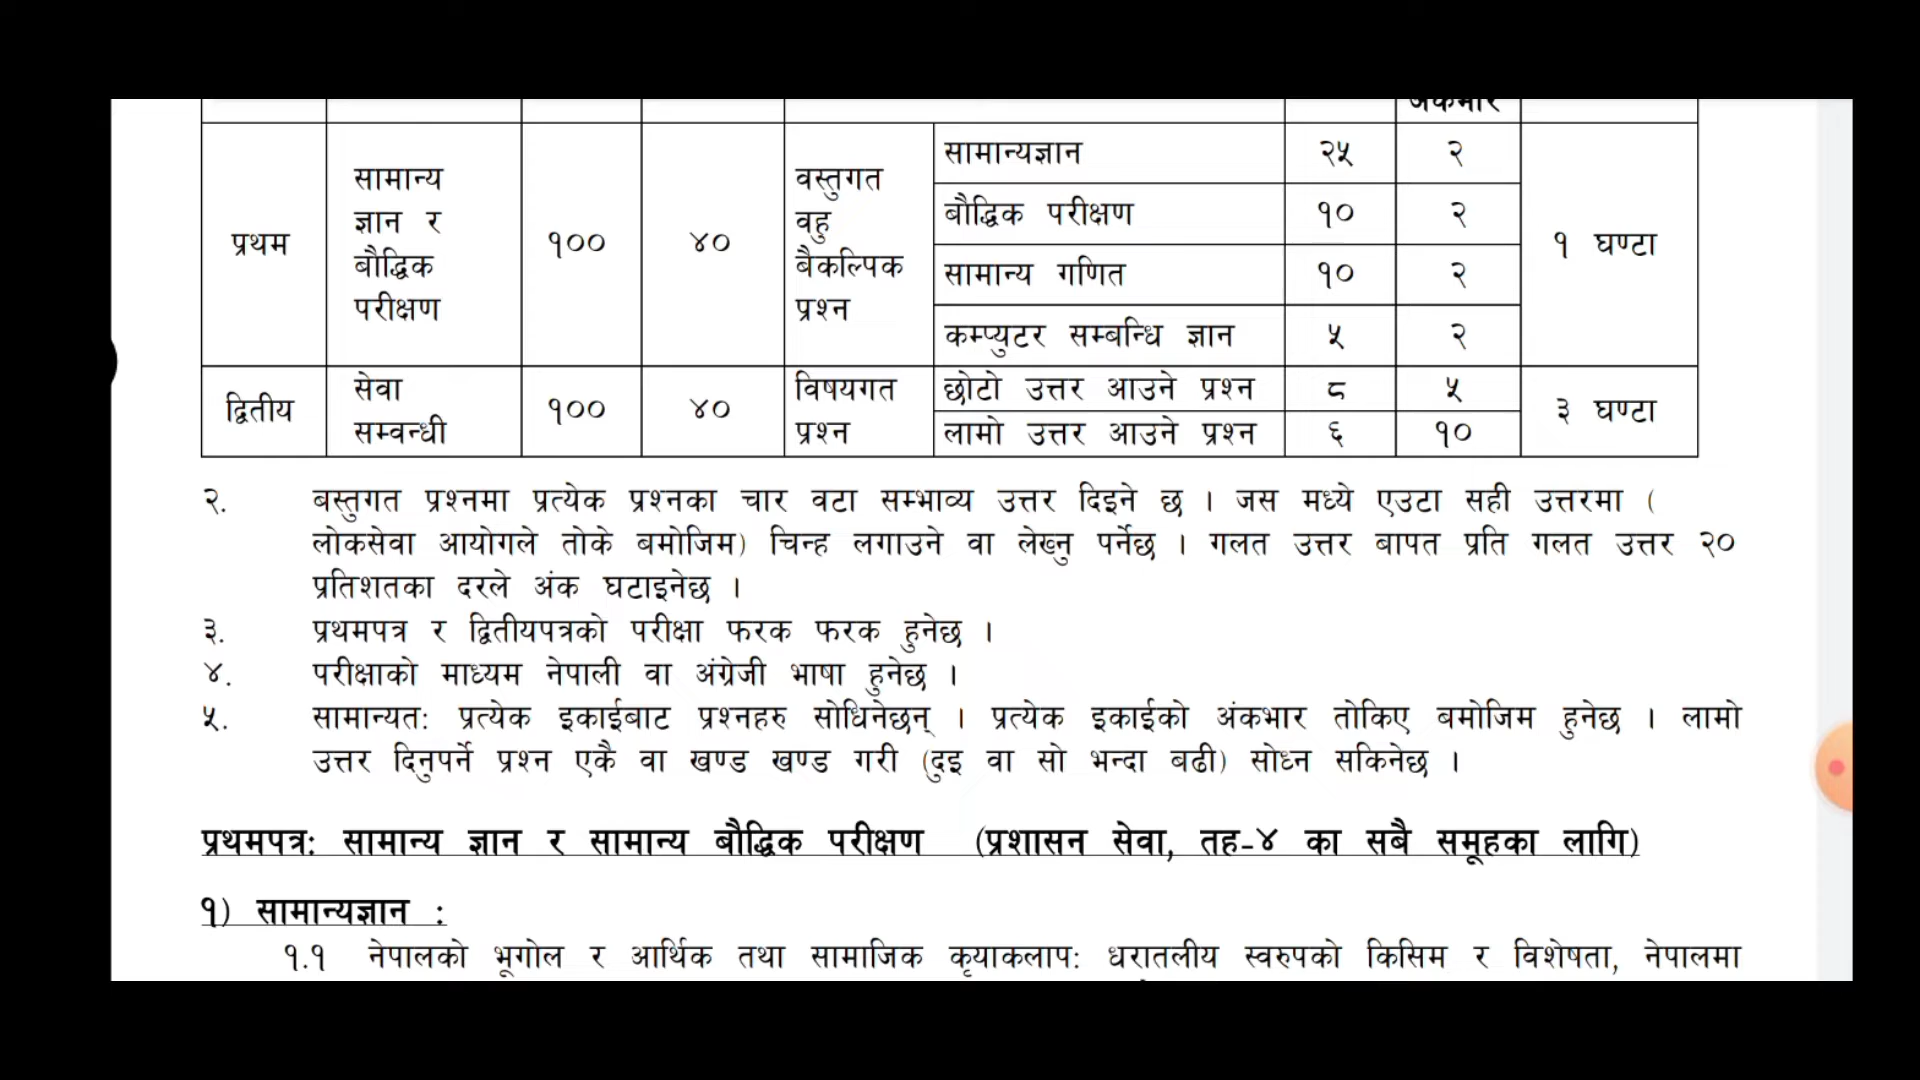 प्रथम सामान्य ज्ञान र बौद्धिक परीक्षण १०० ४० वस्तुगत वहु बैकल्पिक प्रश्न सामान्यज्ञान २५ २ १ घण्टा
बौद्धिक परीक्षण १० २
सामान्य गणित १० २
कम्प्युटर सम्बन्धि ज्ञान ५ २
द्वितीय सेवा सम्वन्धी १०० ४० विषयगत प्रश्न छोटो उत्तर आउने प्रश्न ८ ५ ३ घण्टा
लामो उत्तर आउने प्रश्न ६ १०
२. बस्तुगत प्रश्नमा प्रत्येक प्रश्नका चार वटा सम्भाव्य उत्तर दिइने छ । जस मध्ये एउटा सही उत्तरमा (
लोकसेवा आयोगले तोके बमोजिम) चिन्ह लगाउने वा लेख्नु पर्नेछ । गलत उत्तर बापत प्रति गलत उत्तर २०
प्रतिशतका दरले अंक घटाइनेछ ।
३. प्रथमपत्र र द्वितीयपत्रको परीक्षा फरक फरक हुनेछ ।
४. परीक्षाको माध्यम नेपाली वा अंग्रेजी भाषा हुनेछ ।
५. सामान्यत: प्रत्येक इकाईबाट प्रश्नहरु सोधिनेछन् । प्रत्येक इकाईको अंकभार तोकिए बमोजिम हुनेछ । लामो
उत्तर दिनुपर्ने प्रश्न एकै वा खण्ड खण्ड गरी (दुइ वा सो भन्दा बढी) सोध्न सकिनेछ ।
प्रथमपत्र: सामान्य ज्ञान र सामान्य बौद्धिक परीक्षण (प्रशासन सेवा, तह-४ का सबै समूहका लागि)
१) सामान्यज्ञान :
१.१ नेपालको भूगोल र आर्थिक तथा सामाजिक कृयाकलाप: धरातलीय स्वरुपको किसिम र विशेषता, नेपालमा